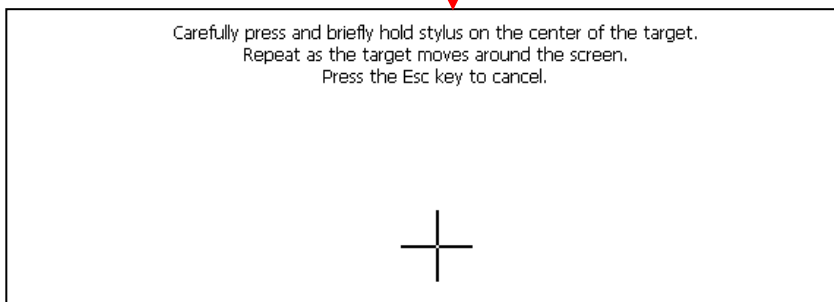 Carefully press and briefly hold stylus on the center of the target.
Repeat as the target moves around the screen.
Press the Esc key to cancel.